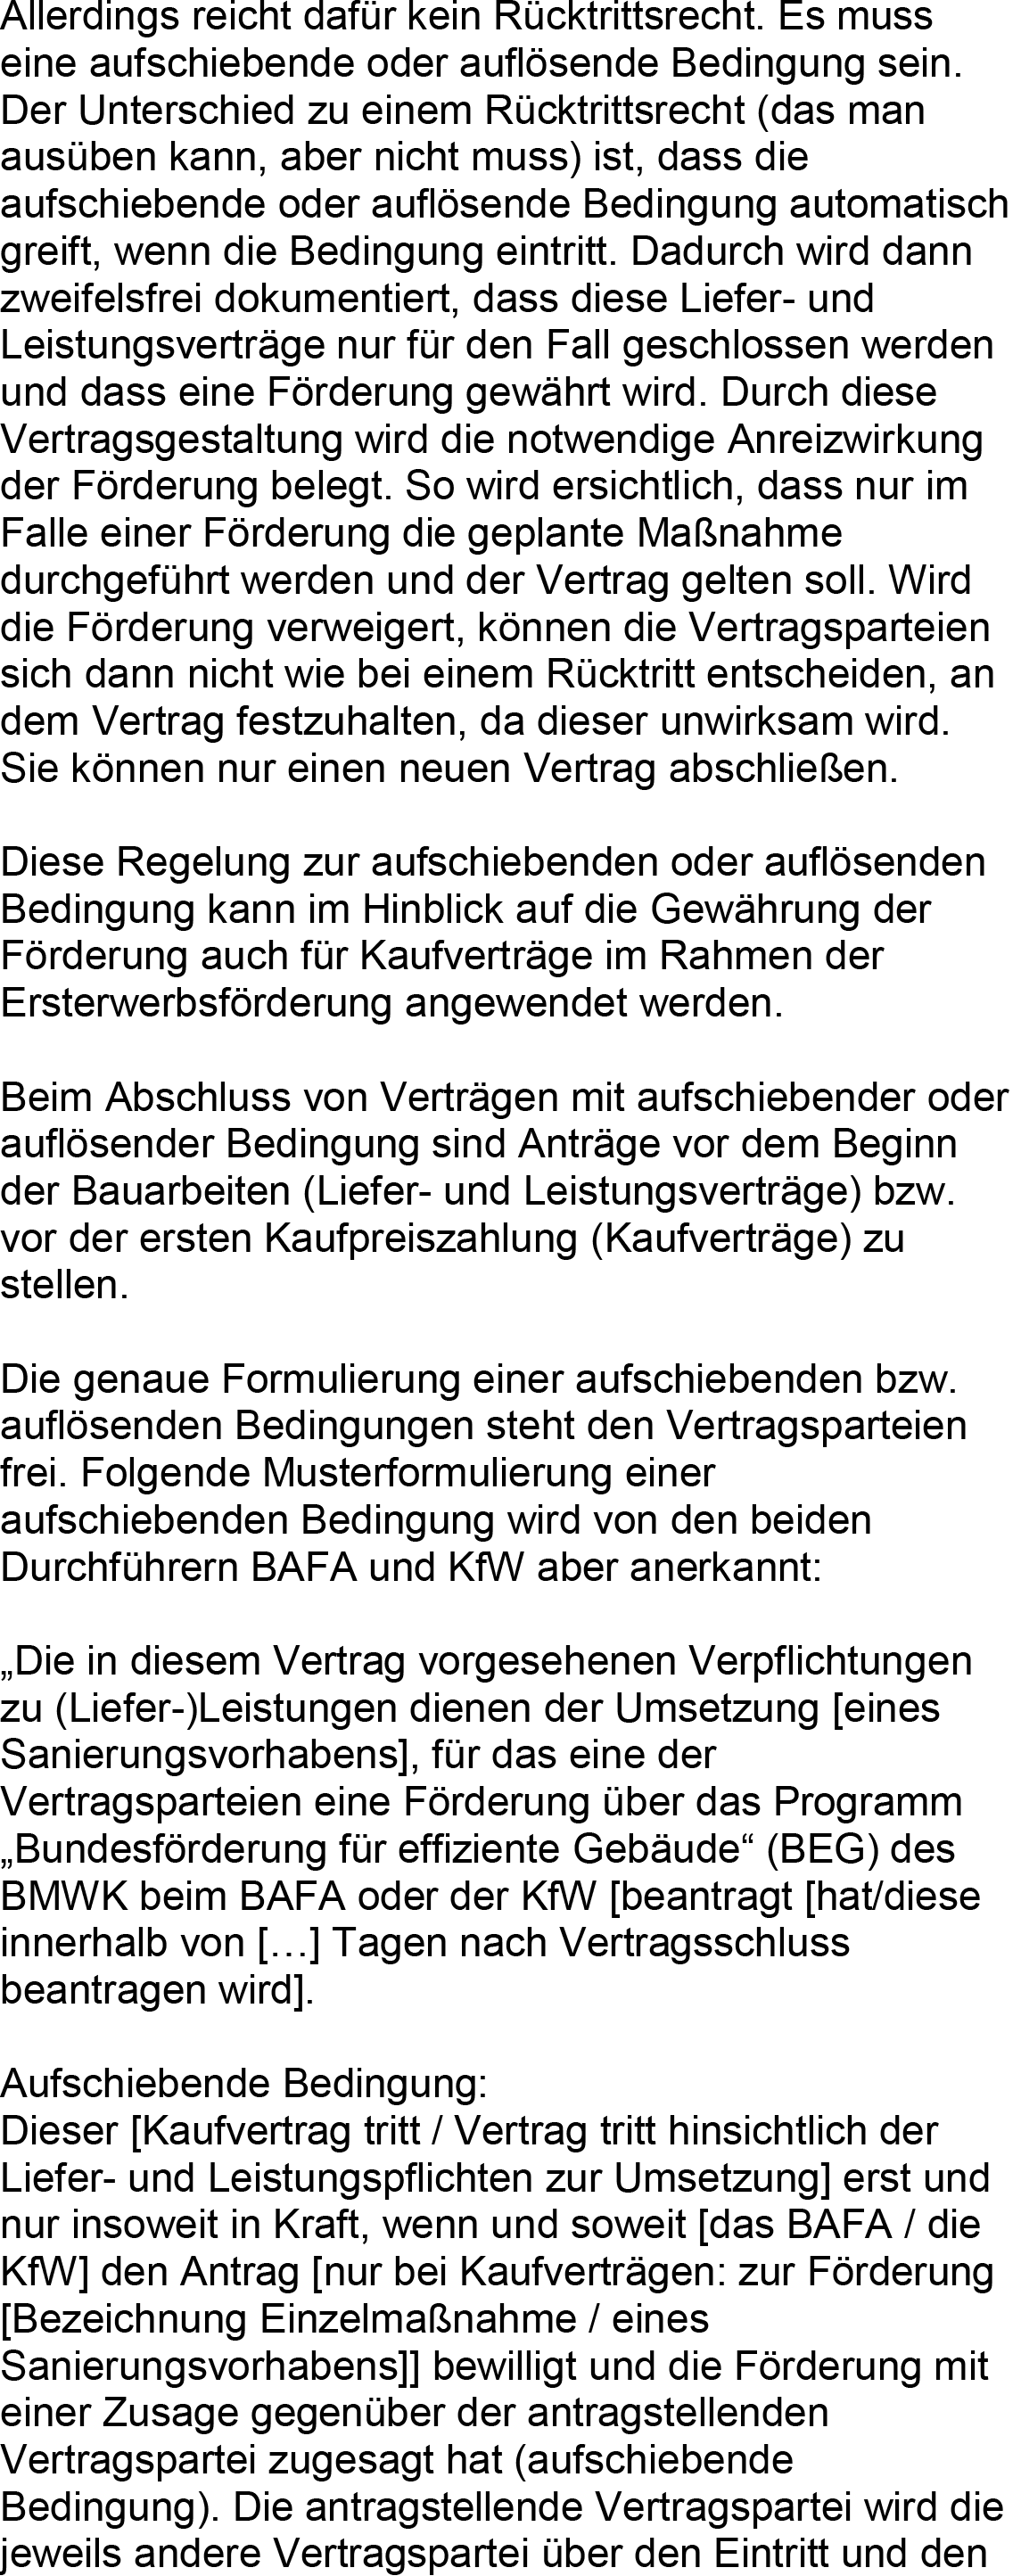 Allerdings reicht dafür kein Rücktrittsrecht. Es muss
eine aufschiebende oder auflösende Bedingung sein.
Der Unterschied zu einem Rücktrittsrecht (das man
ausüben kann, aber nicht muss) ist, dass die
aufschiebende oder auflösende Bedingung automatisch
greift, wenn die Bedingung eintritt. Dadurch wird dann
zweifelsfrei dokumentiert, dass diese Liefer- und
Leistungsverträge nur für den Fall geschlossen werden
und dass eine Förderung gewährt wird. Durch diese
Vertragsgestaltung wird die notwendige Anreizwirkung
der Förderung belegt. So wird ersichtlich, dass nur im
Falle einer Förderung die geplante Maßnahme
durchgeführt werden und der Vertrag gelten soll. Wird
die Förderung verweigert, können die Vertragsparteien
sich dann nicht wie bei einem Rücktritt entscheiden, an
dem Vertrag festzuhalten, da dieser unwirksam wird.
Sie können nur einen neuen Vertrag abschließen.

Diese Regelung zur aufschiebenden oder auflösenden
Bedingung kann im Hinblick auf die Gewährung der
Förderung auch für Kaufverträge im Rahmen der
Ersterwerbsförderung angewendet werden.

Beim Abschluss von Verträgen mit aufschiebender oder
auflösender Bedingung sind Anträge vor dem Beginn
der Bauarbeiten (Liefer- und Leistungsverträge) bzw.
vor der ersten Kaufpreiszahlung (Kaufverträge) zu
stellen.

Die genaue Formulierung einer aufschiebenden bzw.
auflösenden Bedingungen steht den Vertragsparteien
frei. Folgende Musterformulierung einer
aufschiebenden Bedingung wird von den beiden
Durchführern BAFA und KfW aber anerkannt:

„Die in diesem Vertrag vorgesehenen Verpflichtungen
zu (Liefer-)Leistungen dienen der Umsetzung [eines
Sanierungsvorhabens], für das eine der
Vertragsparteien eine Förderung über das Programm
„Bundesförderung für effiziente Gebäude“ (BEG) des
BMWK beim BAFA oder der KfW [beantragt [hat/diese
innerhalb von […] Tagen nach Vertragsschluss
beantragen wird].

Aufschiebende Bedingung:
Dieser [Kaufvertrag tritt / Vertrag tritt hinsichtlich der
Liefer- und Leistungspflichten zur Umsetzung] erst und
nur insoweit in Kraft, wenn und soweit [das BAFA / die
KfW] den Antrag [nur bei Kaufverträgen: zur Förderung
[Bezeichnung Einzelmaßnahme / eines
Sanierungsvorhabens]] bewilligt und die Förderung mit
einer Zusage gegenüber der antragstellenden
Vertragspartei zugesagt hat (aufschiebende
Bedingung). Die antragstellende Vertragspartei wird die
jeweils andere Vertragspartei über den Eintritt und den